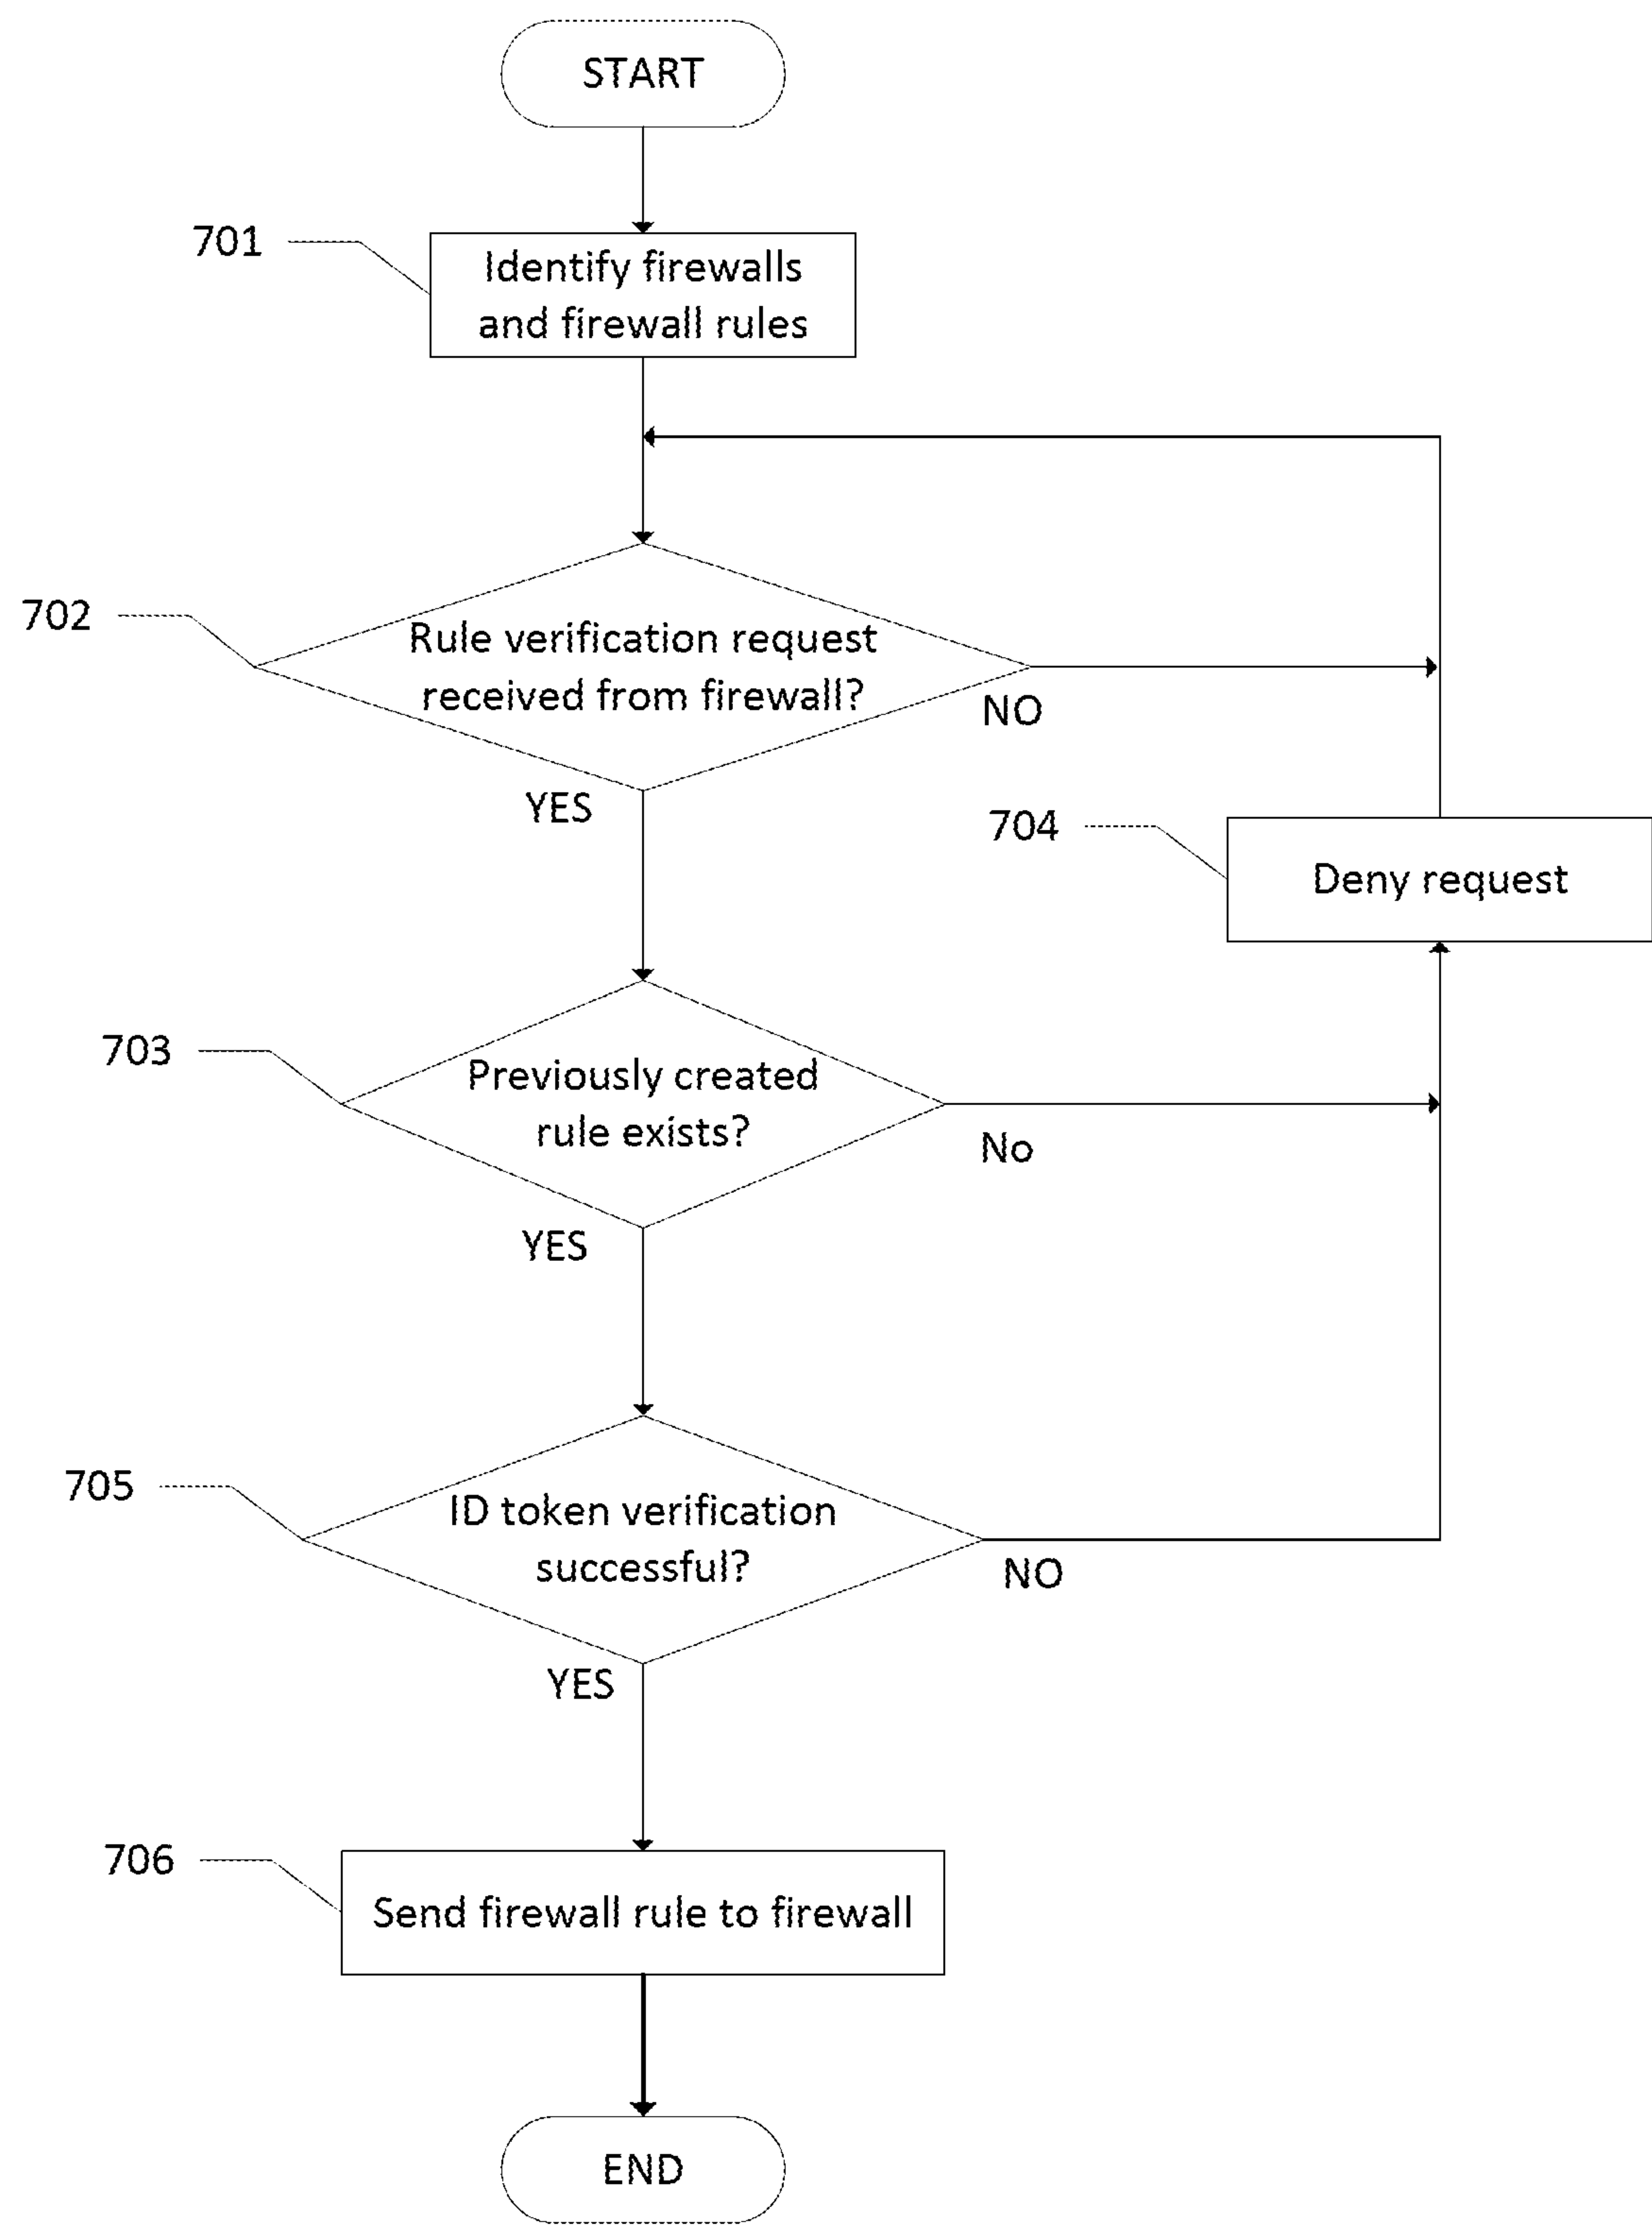 START
701
Identify firewalls
and firewall rules
702
Rule verification request
received from firewall?
NO
YES
704
Deny request
703
Previously created
rule exists?
No
YES
705
ID token verification
successful?
NO
YES
706
Send firewall rule to firewall
END